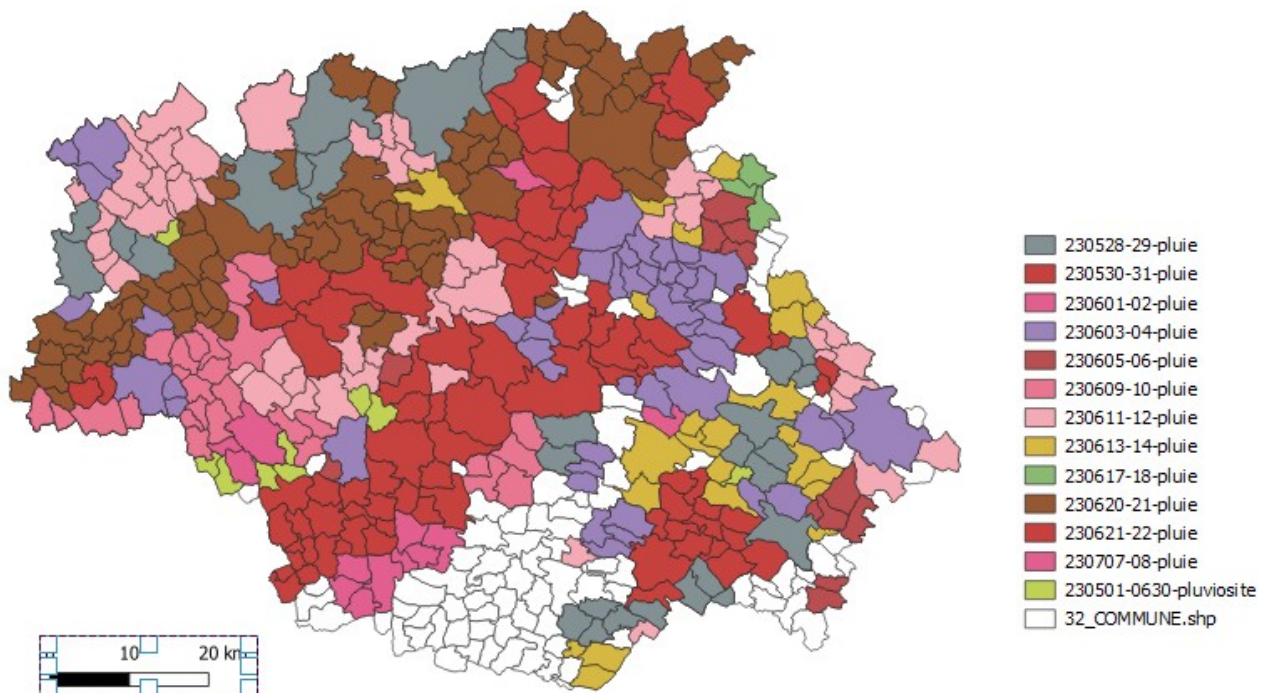 230528-29-pluie
230530-31-pluie
230601-02-pluie
230603-04-pluie
230605-06-pluie
230609-10-pluie
230611-12-pluie
230613-14-pluie
230617-18-pluie
230620-21-pluie
230621-22-pluie
230707-08-pluie
230501-0630-pluviosite
32_COMMUNE.shp
10 20 km